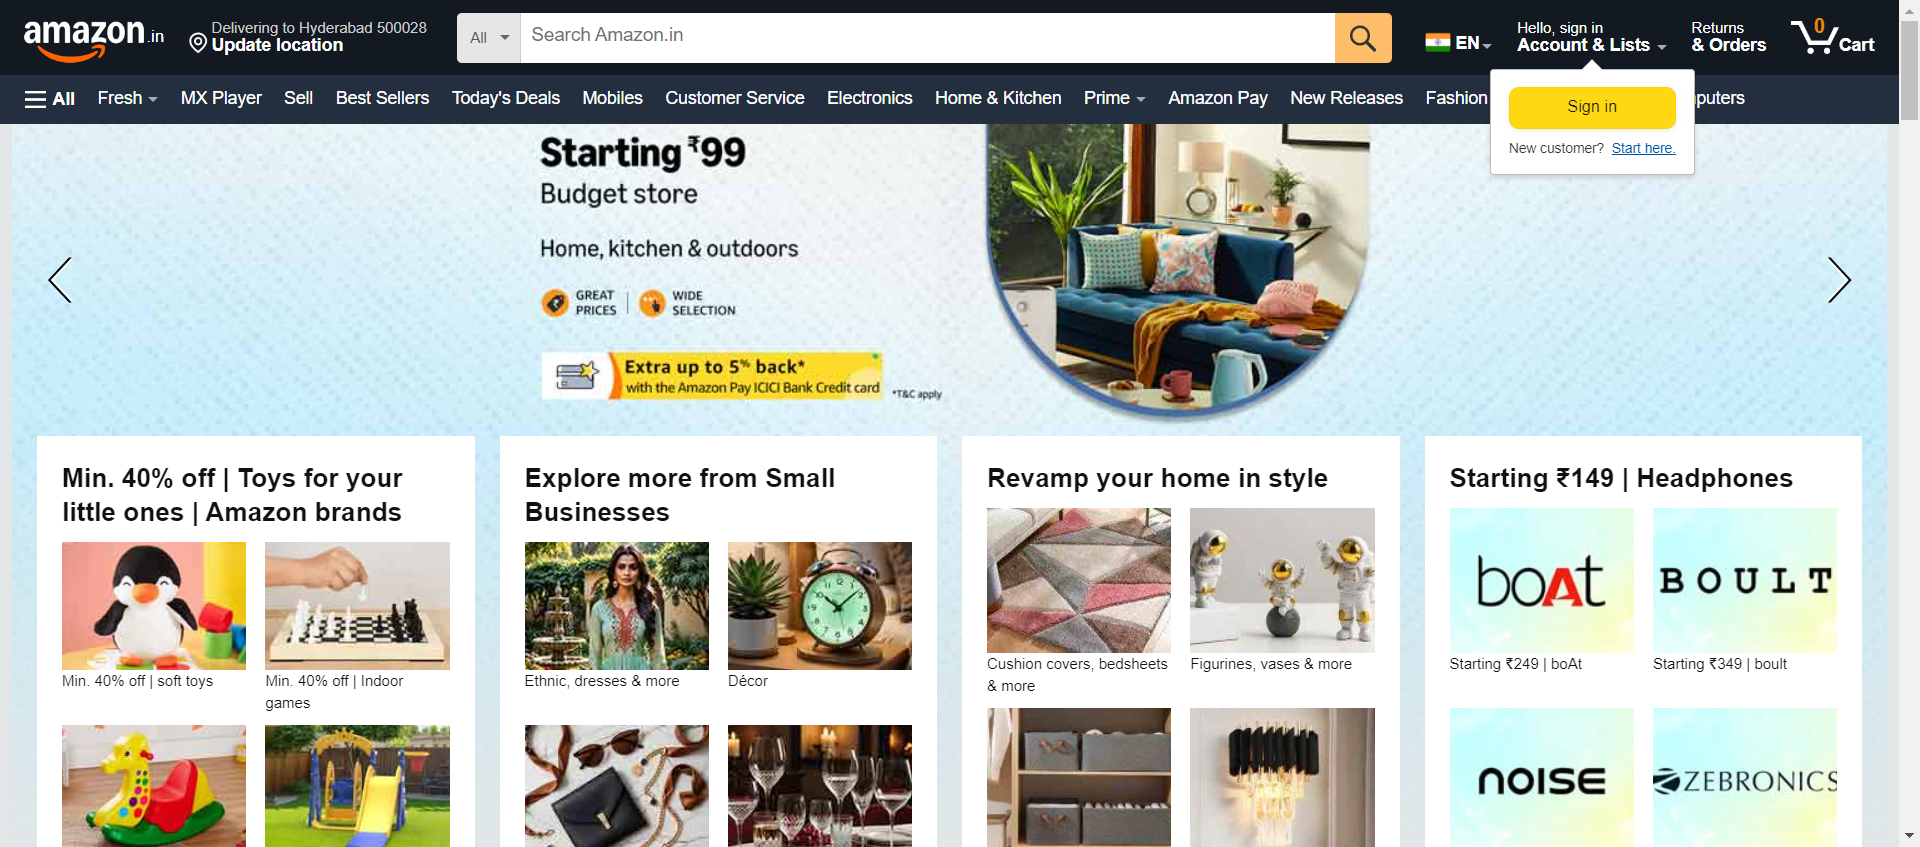 amazon.in
Delivering to Hyderabad 500028
Update location
All
Search Amazon.in
EN
Hello, sign in
Account & Lists
Returns
& Orders
0
Cart
All
Fresh
MX Player
Sell
Best Sellers
Today's Deals
Mobiles
Customer Service
Electronics
Home & Kitchen
Prime
Amazon Pay
New Releases
Fashion
puters
Sign in
New customer? Start here.
Starting ₹99
Budget store
Home, kitchen & outdoors
GREAT
PRICES
WIDE
SELECTION
Extra up to 5% back*
with the Amazon Pay ICICI Bank Credit card
*T&C apply
Min. 40% off | Toys for your
little ones | Amazon brands
Min. 40% off | soft toys
Min. 40% off | Indoor
games
Explore more from Small
Businesses
Ethnic, dresses & more
Décor
Revamp your home in style
Cushion covers, bedsheets
& more
Figurines, vases & more
Starting ₹149 | Headphones
boAt
BOULT
Starting ₹249 | boAt
Starting ₹349 | boult
noise
ZEBRONICS